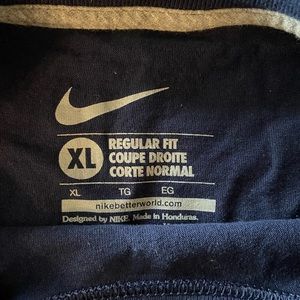 XL
REGULAR FIT
COUPE DROITE
CORTE NORMAL
XL TG EG
nikebetterworld.com
Designed by NIKE. Made in Honduras.